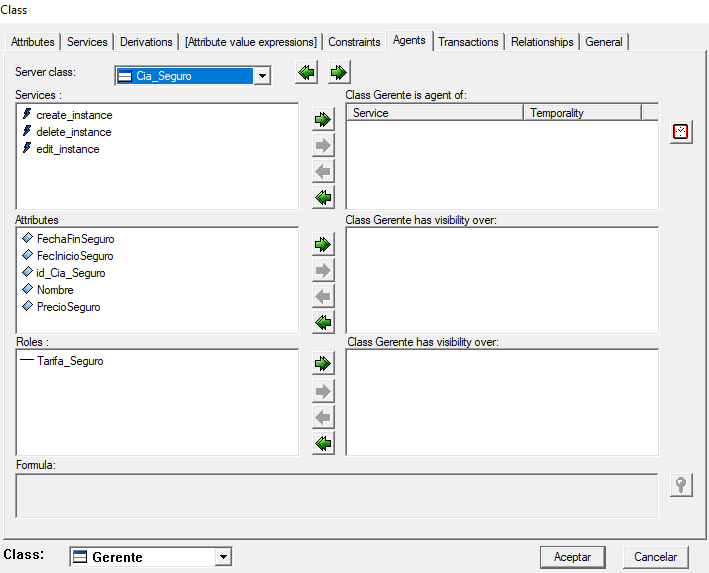 Class
Attributes Services Derivations [Attribute value expressions] Constraints Agents Transactions Relationships General
Server class: Cia_Seguro
Services :
create_instance
delete_instance
edit_instance
Class Gerente is agent of:
Service Temporality
Attributes
FechaFinSeguro
FecInicioSeguro
id_Cia_Seguro
Nombre
PrecioSeguro
Class Gerente has visibility over:
Roles :
Tarifa_Seguro
Class Gerente has visibility over:
Formula:
Class: Gerente
Aceptar Cancelar